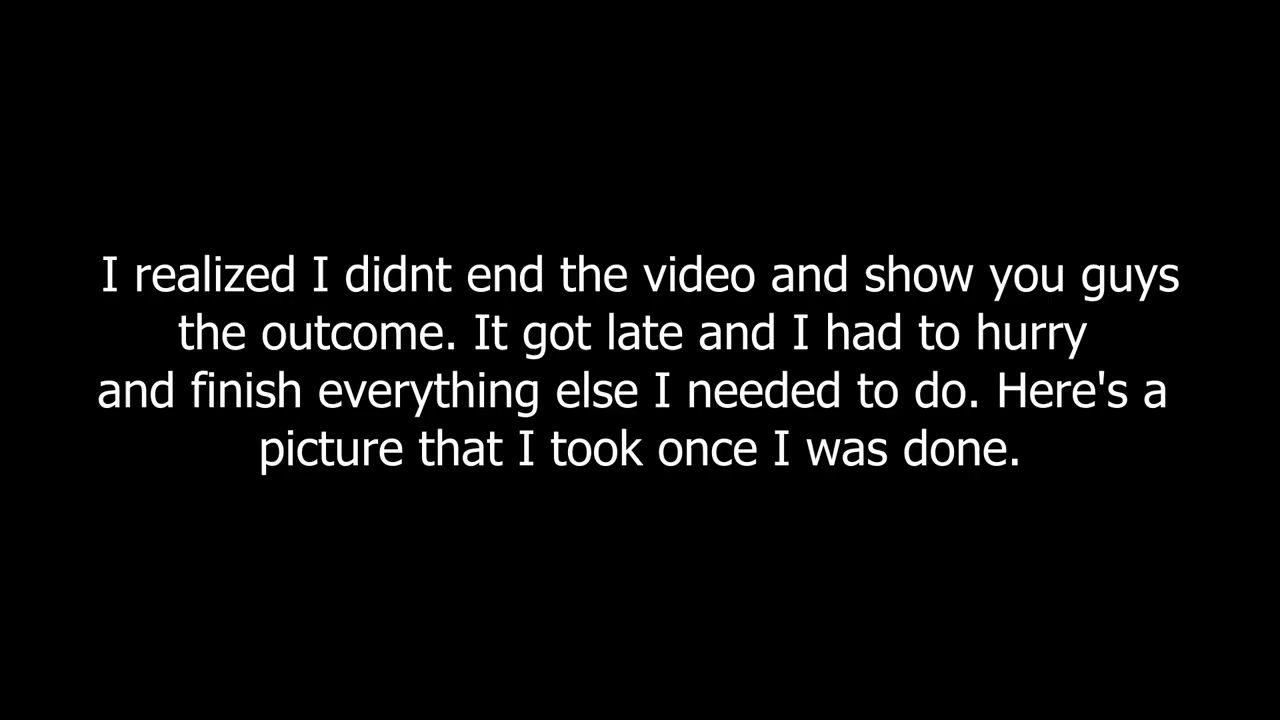 I realized I didnt end the video and show you guys
the outcome. It got late and I had to hurry
and finish everything else I needed to do. Here's a
picture that I took once I was done.